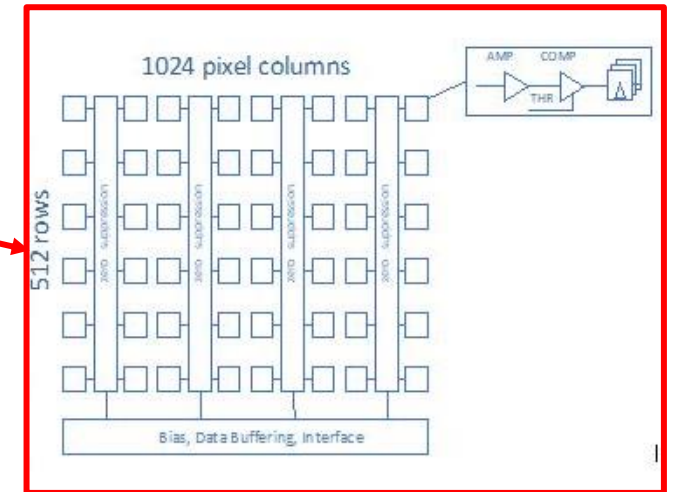 1024 pixel columns
AMP COMP
THR
512 rows
zero suppression
zero suppression
zero suppression
zero suppression
Bias, Data Buffering, Interface